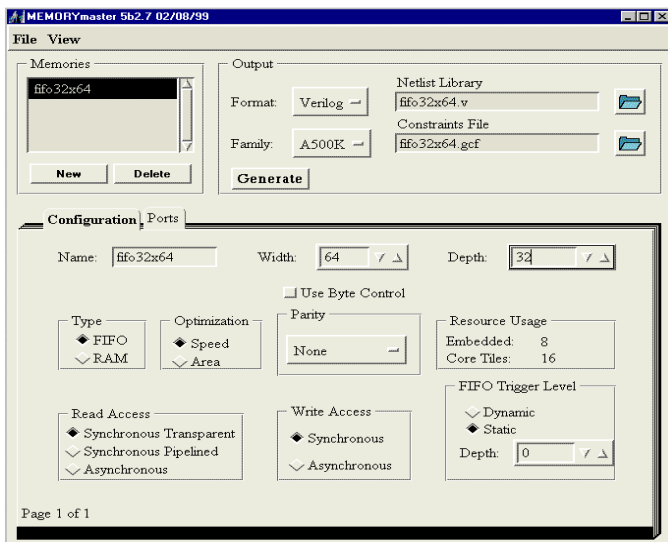 MEMORYmaster 5b2.7 02/08/99
File View
Memories
fifo32x64
New Delete
Output
Format: Verilog
Netlist Library
fifo32x64.v
Family: A500K
Constraints File
fifo32x64.gcf
Generate
Configuration Ports
Name: fifo32x64 Width: 64 Depth: 32
Use Byte Control
Type
FIFO
RAM
Optimization
Speed
Area
Parity
None
Resource Usage
Embedded: 8
Core Tiles: 16
Read Access
Synchronous Transparent
Synchronous Pipelined
Asynchronous
Write Access
Synchronous
Asynchronous
FIFO Trigger Level
Dynamic
Static
Depth: 0
Page 1 of 1